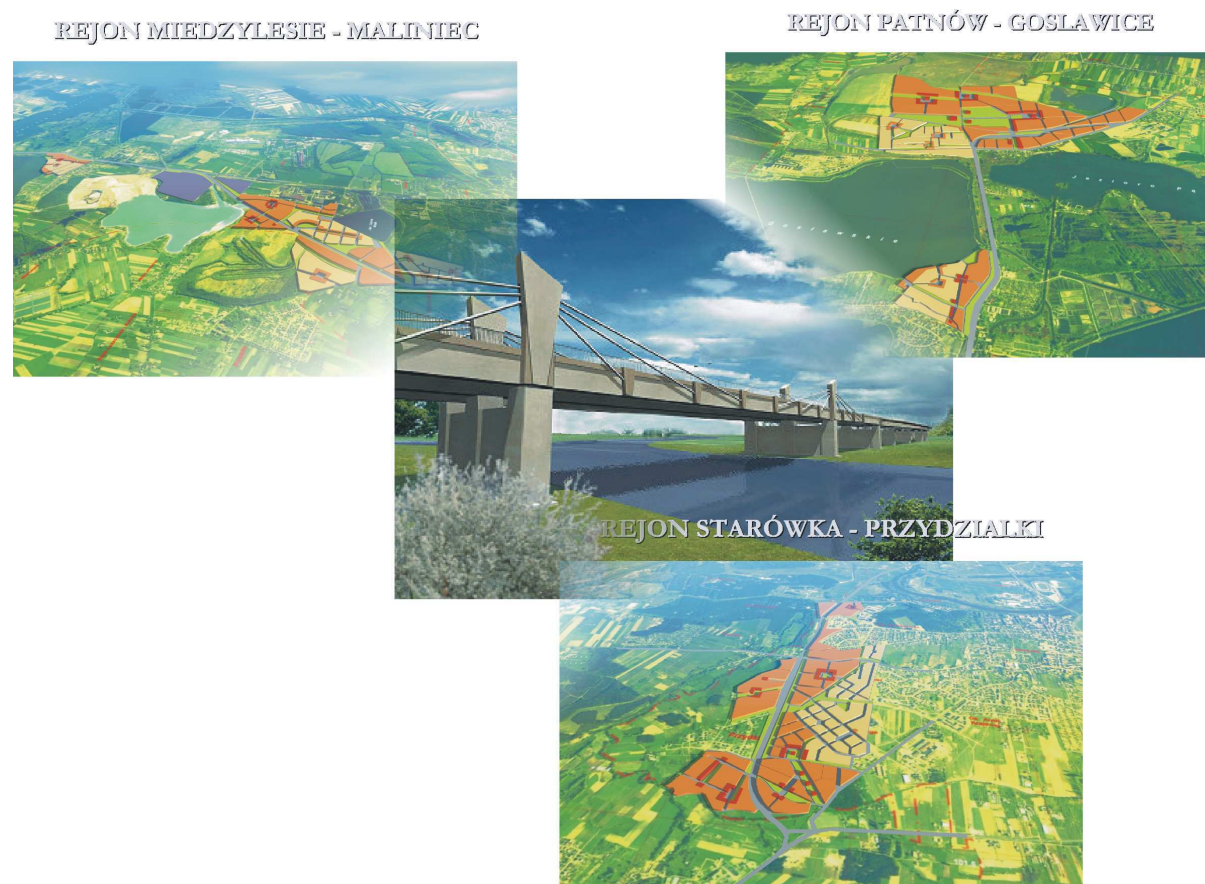 REJON MIEDZYLESIE - MALINIEC
REJON PATNÓW - GOSLAWICE
REJON STARÓWKA - PRZYDZIALKI